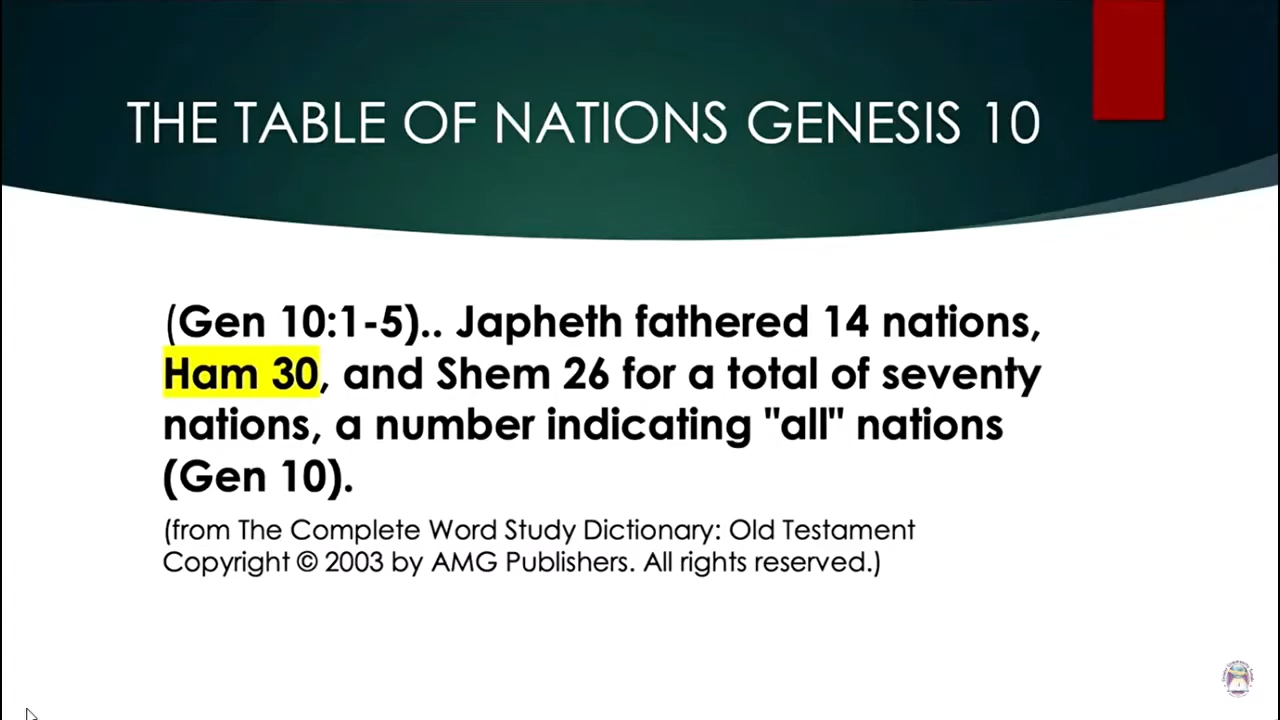 THE TABLE OF NATIONS GENESIS 10
(Gen 10:1-5).. Japheth fathered 14 nations,
Ham 30, and Shem 26 for a total of seventy
nations, a number indicating "all" nations
(Gen 10).
(from The Complete Word Study Dictionary: Old Testament
Copyright © 2003 by AMG Publishers. All rights reserved.)